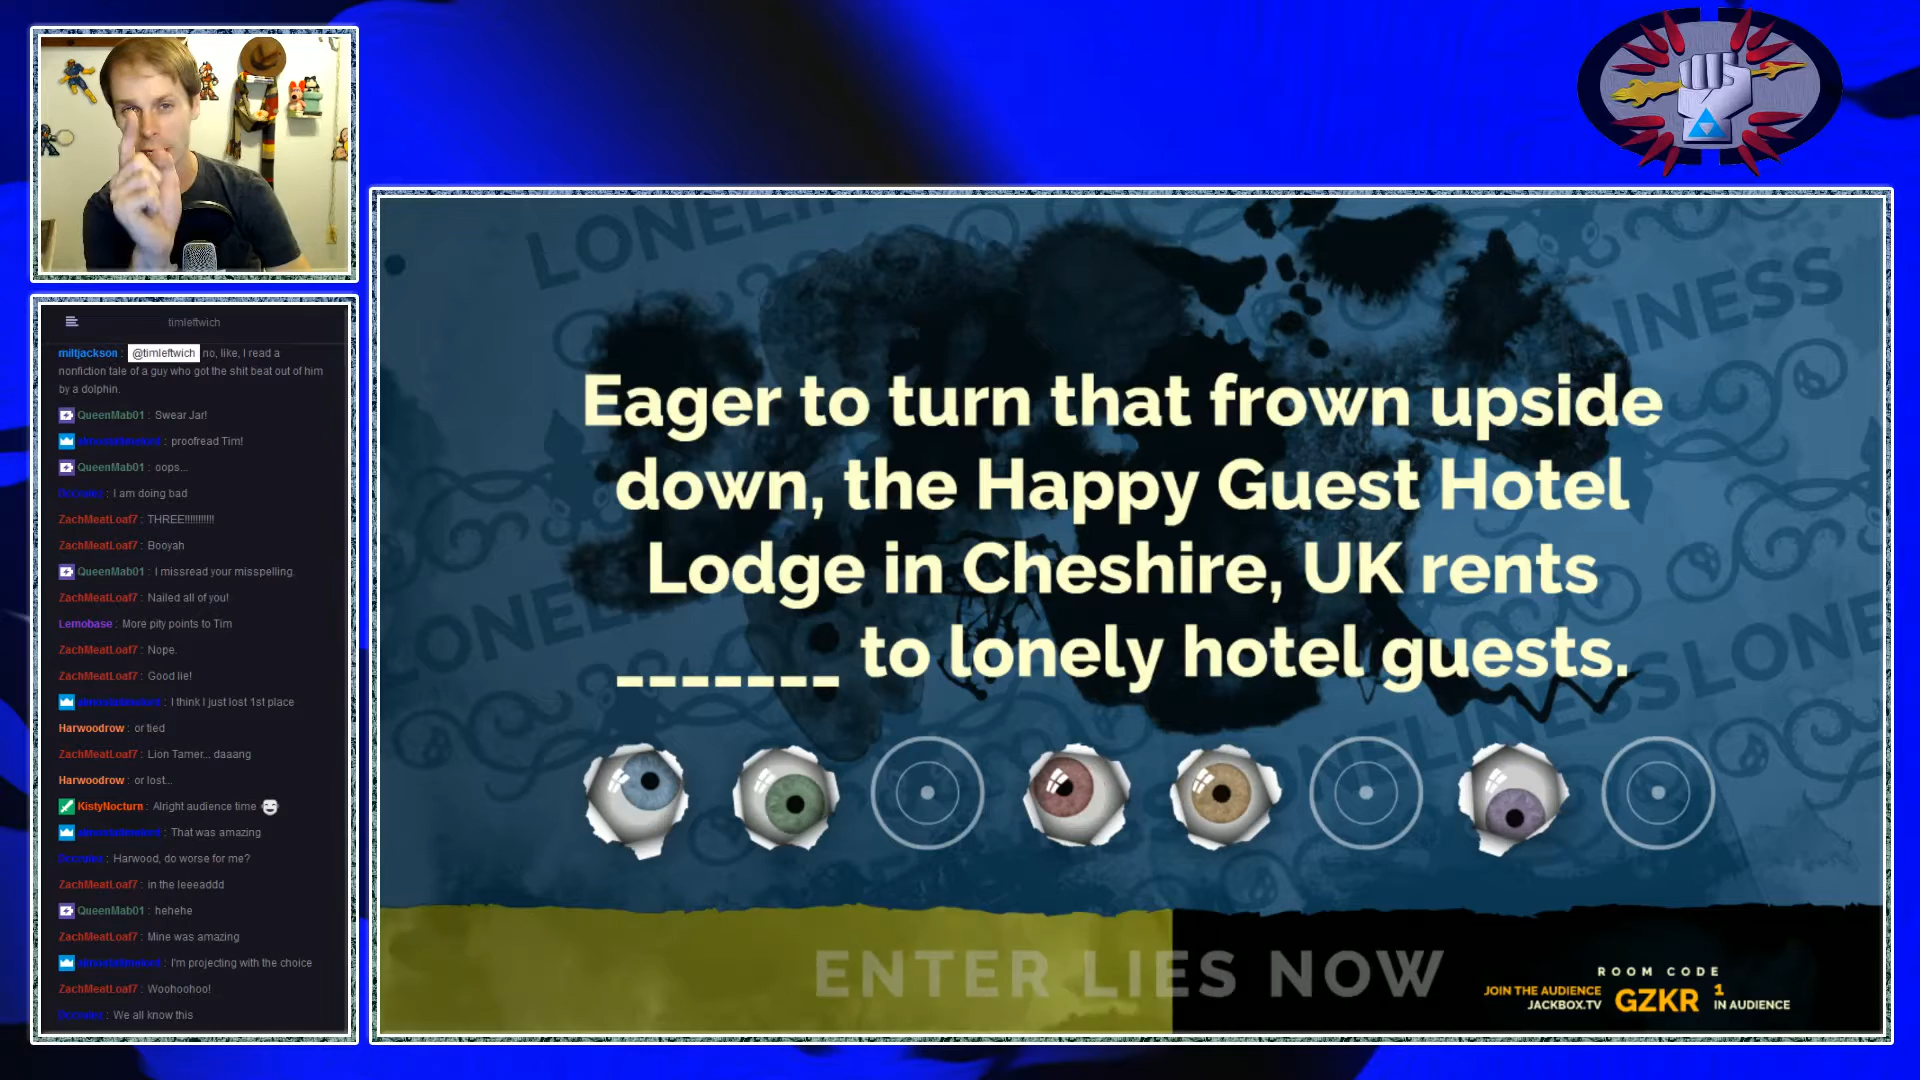 timleftwich
miltjackson : @timleftwich no, like, I read a
nonfiction tale of a guy who got the shit beat out of him
by a dolphin.
QueenMab01 : Swear Jar!
: proofread Tim!
QueenMab01 : oops...
: I am doing bad
ZachMeatLoaf7 : THREE!!!!!!!!!!!
ZachMeatLoaf7 : Booyah
QueenMab01 : I missread your misspelling.
ZachMeatLoaf7 : Nailed all of you!
Lemobase : More pity points to Tim
ZachMeatLoaf7 : Nope.
ZachMeatLoaf7 : Good lie!
: I think I just lost 1st place
Harwoodrow : or tied
ZachMeatLoaf7 : Lion Tamer... daaang
Harwoodrow : or lost...
KistyNocturn : Alright audience time
: That was amazing
: Harwood, do worse for me?
ZachMeatLoaf7 : in the leeeaddd
QueenMab01 : hehehe
ZachMeatLoaf7 : Mine was amazing
: I'm projecting with the choice
ZachMeatLoaf7 : Woohoohoo!
: We all know this
LONELIN
INESS
Eager to turn that frown upside
down, the Happy Guest Hotel
Lodge in Cheshire, UK rents
_______ to lonely hotel guests.
LONELINESS
ENTER LIES NOW
ROOM CODE
JOIN THE AUDIENCE
JACKBOX.TV
GZKR
1
IN AUDIENCE